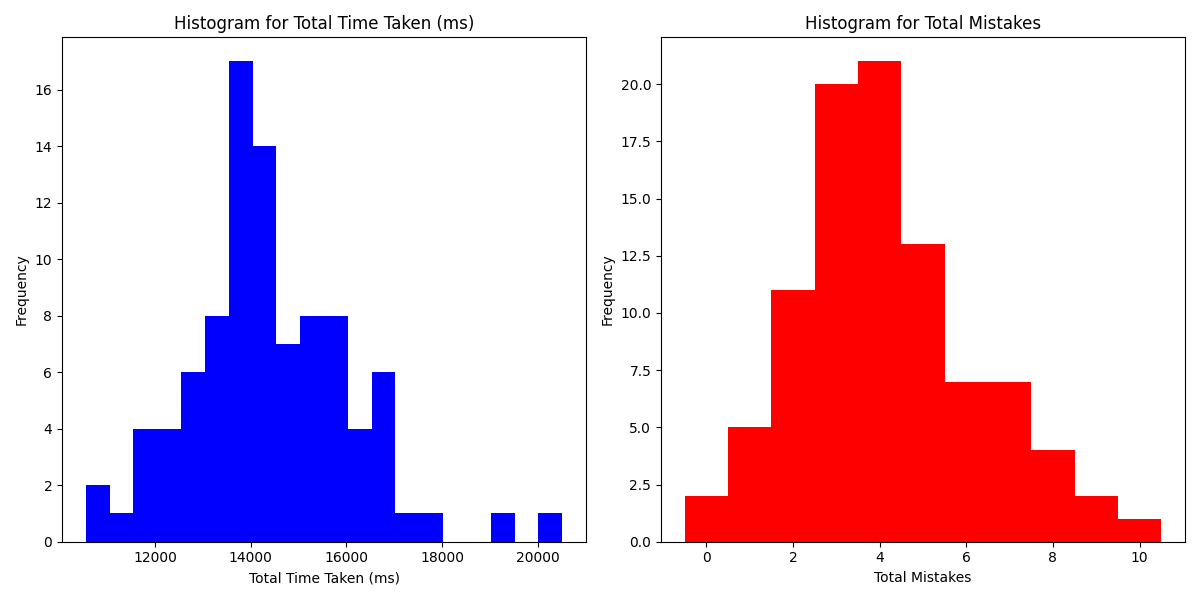 Histogram for Total Time Taken (ms)
Frequency
16
14
12
10
8
6
4
2
0
12000 14000 16000 18000 20000
Total Time Taken (ms)
Histogram for Total Mistakes
Frequency
20.0
17.5
15.0
12.5
10.0
7.5
5.0
2.5
0.0
0 2 4 6 8 10
Total Mistakes